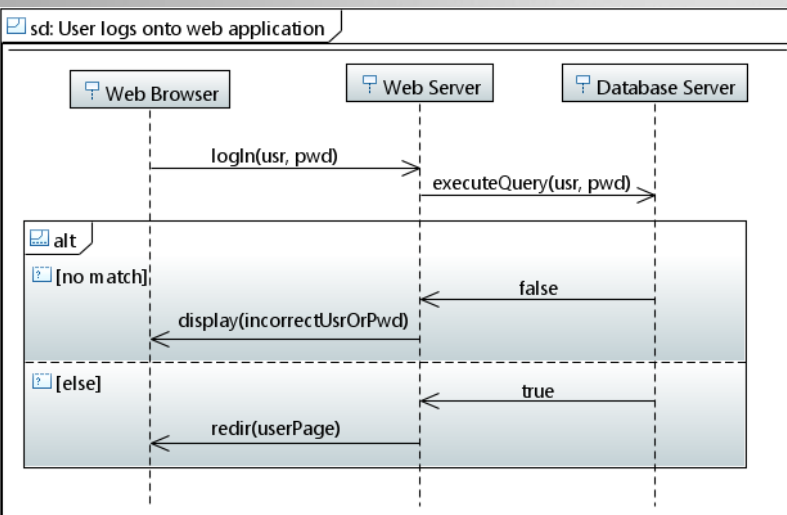 sd: User logs onto web application
Web Browser
Web Server
Database Server
logIn(usr, pwd)
executeQuery(usr, pwd)
alt
[no match]
false
display(incorrectUsrOrPwd)
[else]
true
redir(userPage)